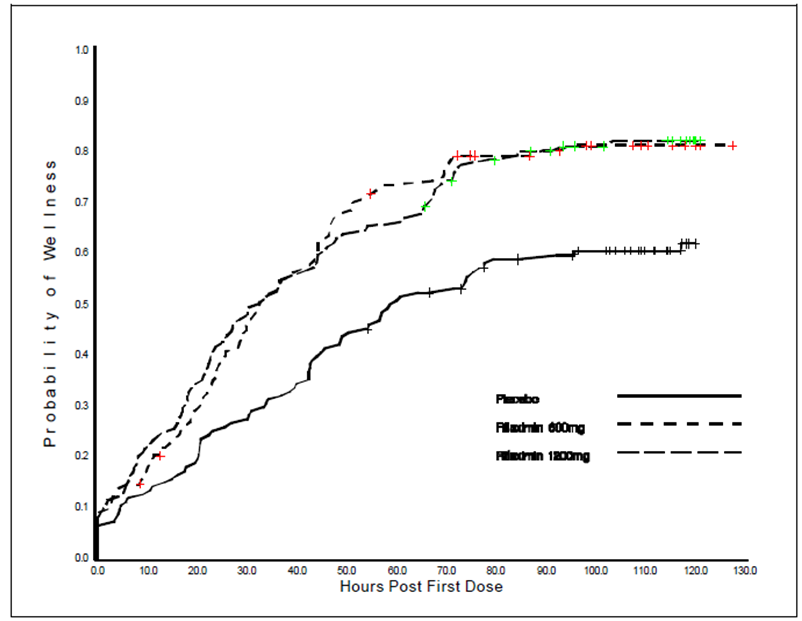 1.0
0.9
0.8
0.7
0.6
0.5
0.4
0.3
0.2
0.1
0.0
Probability of Wellness
0.0 10.0 20.0 30.0 40.0 50.0 60.0 70.0 80.0 90.0 100.0 110.0 120.0 130.0
Hours Post First Dose
Placebo
Rifaximin 600mg
Rifaximin 1200mg